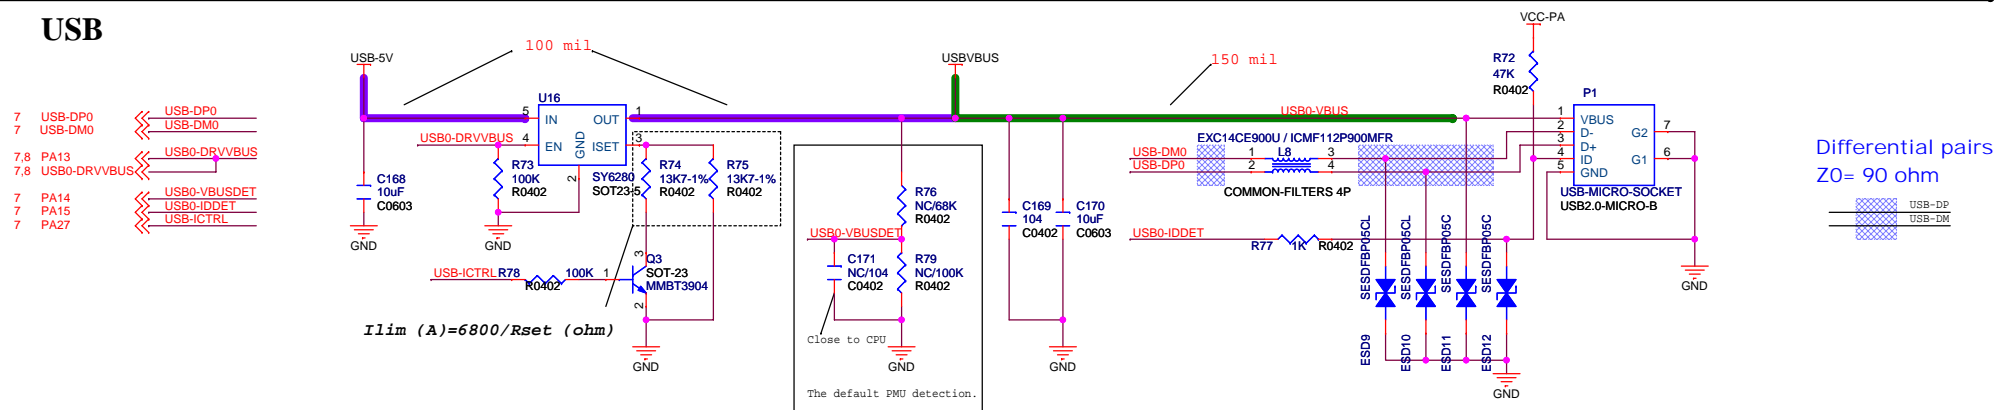 USB
7 USB-DP0 USB-DP0
7 USB-DM0 USB-DM0
7,8 PA13 USB0-DRVVBUS
7,8 USB0-DRVVBUS
7 PA14 USB0-VBUSDET
7 PA15 USB0-IDDET
7 PA27 USB-ICTRL
USB-5V
100 mil
C168
10uF
C0603
GND
U16
5 IN OUT 1
4 EN ISET 3
GND
2
SY6280
SOT23-5
USB0-DRVVBUS
R73
100K
R0402
GND
R74
13K7-1%
R0402
R75
13K7-1%
R0402
USB-ICTRL
R78
100K
R0402
1
3
2
Q3
SOT-23
MMBT3904
GND
Ilim (A)=6800/Rset (ohm)
USBVBUS
R76
NC/68K
R0402
USB0-VBUSDET
C171
NC/104
C0402
R79
NC/100K
R0402
Close to CPU
GND
The default PMU detection.
C169
104
C0402
C170
10uF
C0603
GND
150 mil
USB0-VBUS
EXC14CE900U / ICMF112P900MFR
USB-DM0 1 L8 3
USB-DP0 2 4
COMMON-FILTERS 4P
USB0-IDDET
R77
1K
R0402
VCC-PA
R72
47K
R0402
P1
1 VBUS
2 D- G2 7
3 D+
4 ID G1 6
5 GND
USB-MICRO-SOCKET
USB2.0-MICRO-B
GND
SESDFBP05CL
SESDFBP05CL
SESDFBP05C
SESDFBP05C
ESD9
ESD10
ESD11
ESD12
GND
Differential pairs
Z0= 90 ohm
USB-DP
USB-DM